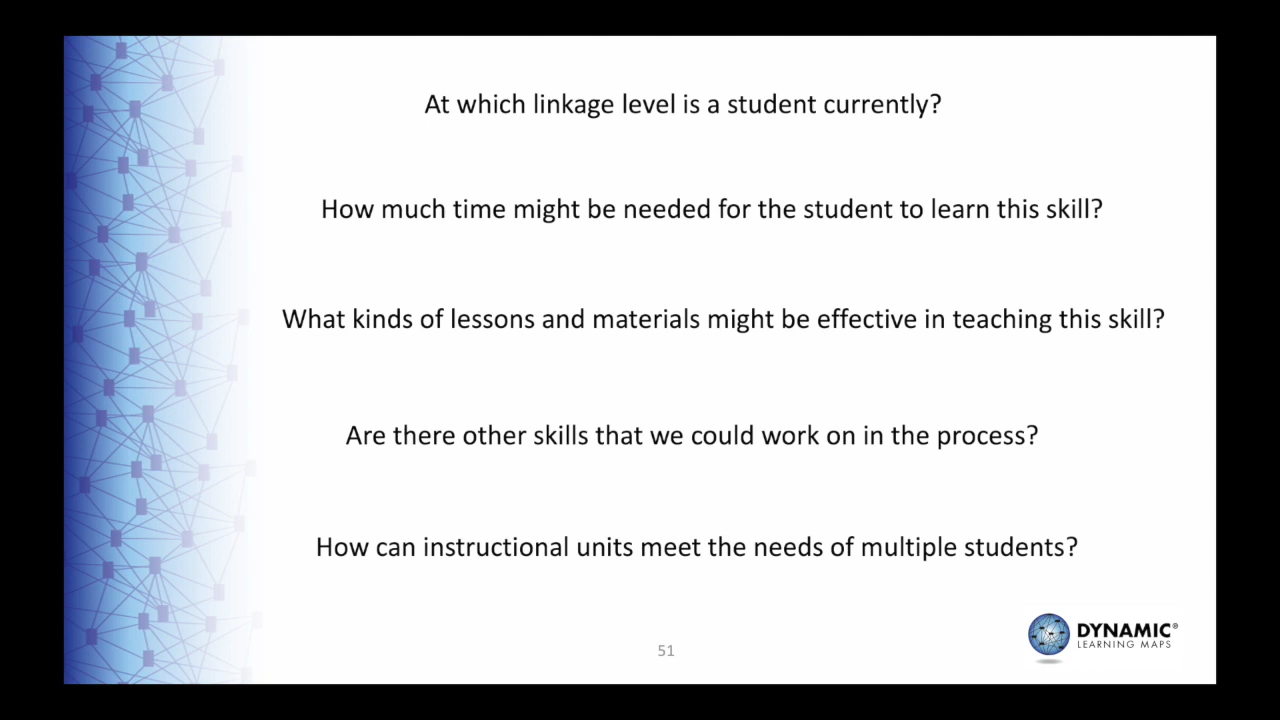 At which linkage level is a student currently?
How much time might be needed for the student to learn this skill?
What kinds of lessons and materials might be effective in teaching this skill?
Are there other skills that we could work on in the process?
How can instructional units meet the needs of multiple students?
51
DYNAMIC®
LEARNING MAPS